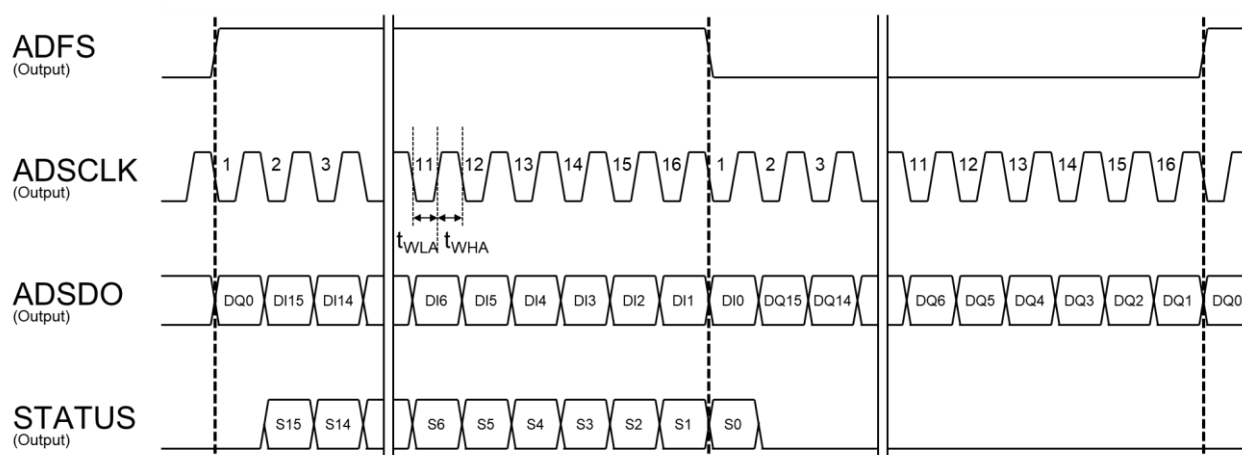 ADFS
(Output)
ADSCLK
(Output)
1 2 3 11 12 13 14 15 16 1 2 3 11 12 13 14 15 16
tWLA tWHA
ADSDO
(Output)
DQ0 DI15 DI14 DI6 DI5 DI4 DI3 DI2 DI1 DI0 DQ15 DQ14 DQ6 DQ5 DQ4 DQ3 DQ2 DQ1 DQ0
STATUS
(Output)
S15 S14 S6 S5 S4 S3 S2 S1 S0